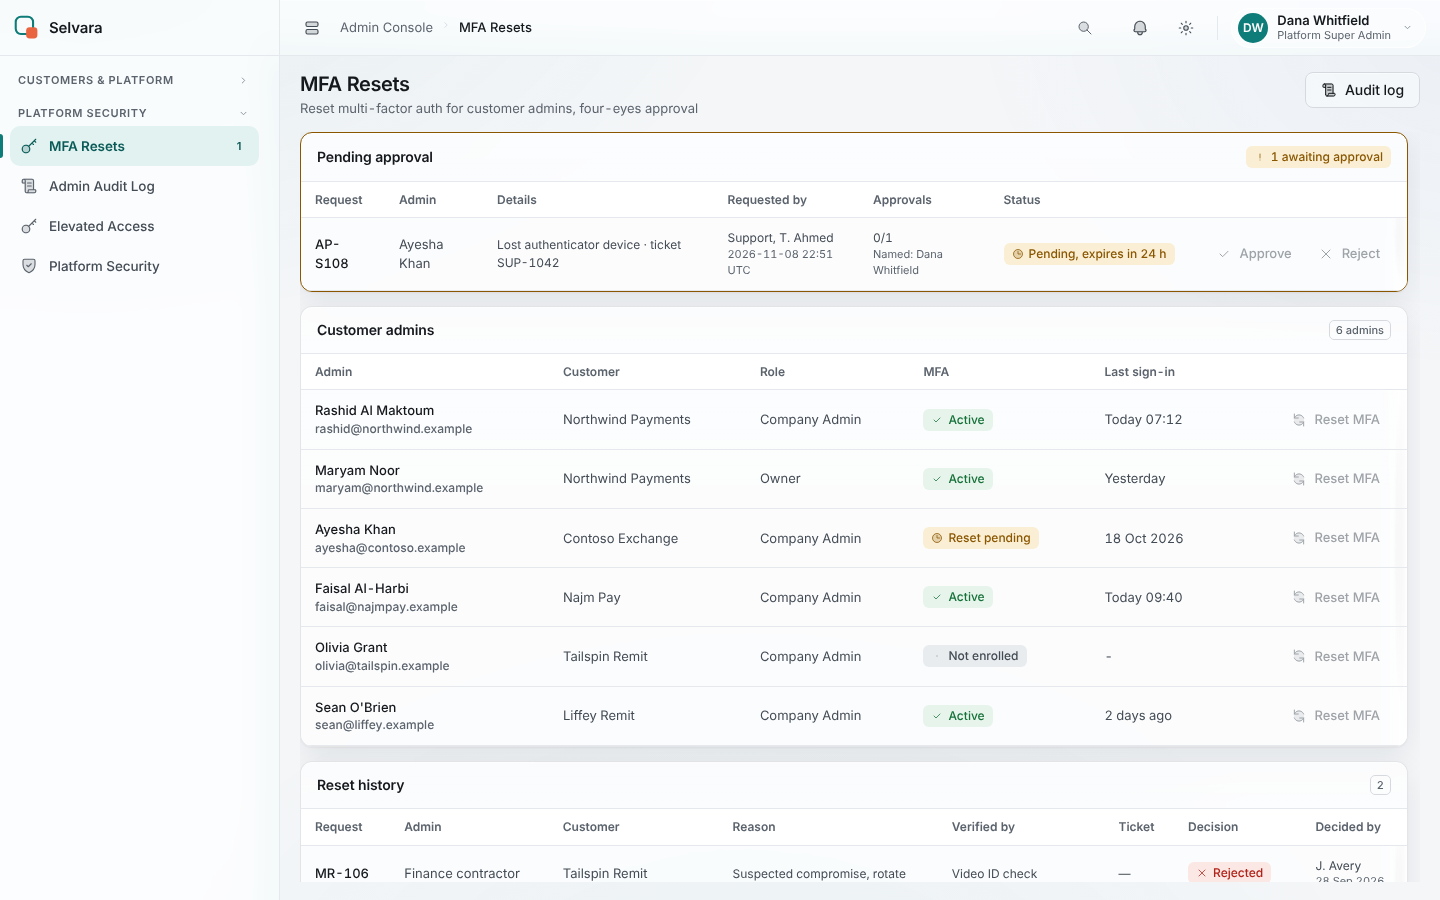 Selvara
Admin Console
MFA Resets
DW
Dana Whitfield
Platform Super Admin
CUSTOMERS & PLATFORM
PLATFORM SECURITY
MFA Resets
1
Admin Audit Log
Elevated Access
Platform Security
MFA Resets
Reset multi-factor auth for customer admins, four-eyes approval
Audit log
Pending approval
! 1 awaiting approval
Request Admin Details Requested by Approvals Status
AP-
S108
Ayesha
Khan
Lost authenticator device · ticket
SUP-1042
Support, T. Ahmed
2026-11-08 22:51
UTC
0/1
Named: Dana
Whitfield
Pending, expires in 24 h
Approve
Reject
Customer admins
6 admins
Admin Customer Role MFA Last sign-in
Rashid Al Maktoum
rashid@northwind.example
Northwind Payments Company Admin Active Today 07:12 Reset MFA
Maryam Noor
maryam@northwind.example
Northwind Payments Owner Active Yesterday Reset MFA
Ayesha Khan
ayesha@contoso.example
Contoso Exchange Company Admin Reset pending 18 Oct 2026 Reset MFA
Faisal Al-Harbi
faisal@najmpay.example
Najm Pay Company Admin Active Today 09:40 Reset MFA
Olivia Grant
olivia@tailspin.example
Tailspin Remit Company Admin Not enrolled - Reset MFA
Sean O'Brien
sean@liffey.example
Liffey Remit Company Admin Active 2 days ago Reset MFA
Reset history
2
Request Admin Customer Reason Verified by Ticket Decision Decided by
MR-106 Finance contractor Tailspin Remit Suspected compromise, rotate Video ID check — Rejected
J. Avery
28 Sep 2026